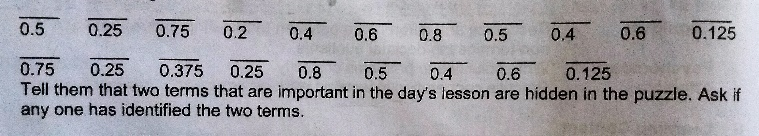 0.5 0.25 0.75 0.2 0.4 0.6 0.8 0.5 0.4 0.6 0.125
0.75 0.25 0.375 0.25 0.8 0.5 0.4 0.6 0.125
Tell them that two terms that are important in the day's lesson are hidden in the puzzle. Ask if
any one has identified the two terms.